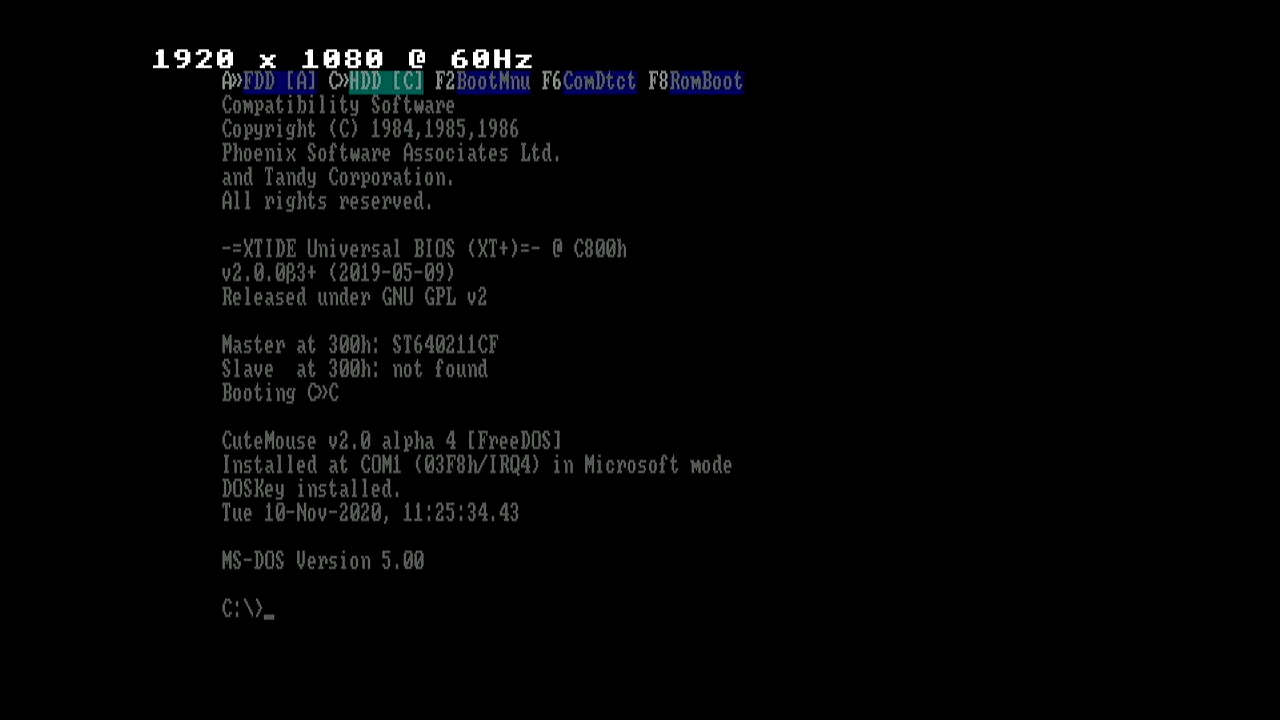 1920 x 1080 @ 60Hz
A»FDD [A] C»HDD [C] F2BootMnu F6ComDtct F8RomBoot
Compatibility Software
Copyright (C) 1984,1985,1986
Phoenix Software Associates Ltd.
and Tandy Corporation.
All rights reserved.
-=XTIDE Universal BIOS (XT+)=- @ C800h
v2.0.0β3+ (2019-05-09)
Released under GNU GPL v2
Master at 300h: ST640211CF
Slave  at 300h: not found
Booting C»C
CuteMouse v2.0 alpha 4 [FreeDOS]
Installed at COM1 (03F8h/IRQ4) in Microsoft mode
DOSKey installed.
Tue 10-Nov-2020, 11:25:34.43
MS-DOS Version 5.00
C:\>_